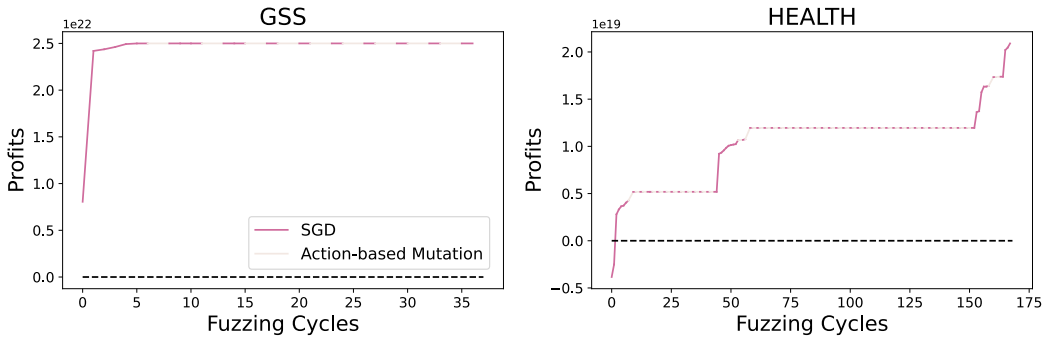 GSS
1e22
2.5
2.0
1.5
1.0
0.5
0.0
Profits
0
5
10
15
20
25
30
35
Fuzzing Cycles
SGD
Action-based Mutation
HEALTH
1e19
2.0
1.5
1.0
0.5
0.0
−0.5
Profits
0
25
50
75
100
125
150
175
Fuzzing Cycles